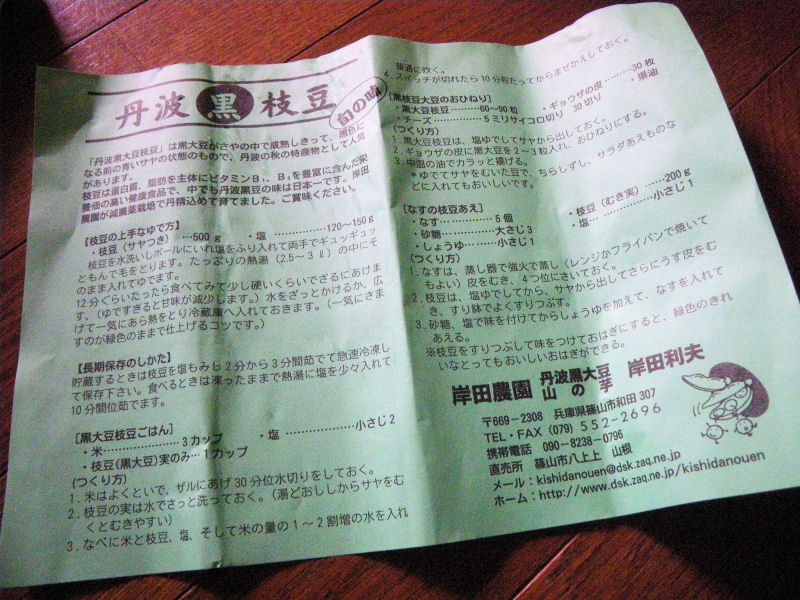 丹波 黒 枝豆
旬の味
「丹波黒大豆枝豆」は黒大豆がさやの中で成熟しきって、黒色に
なる前の青いサヤの状態のもので、丹波の秋の特産物として人気
があります。
枝豆は蛋白質、脂肪を主体にビタミンB₁、B₂を豊富に含んだ栄
養価の高い健康食品で、中でも丹波黒豆の味は日本一です。岸田
農園が減農薬栽培で丹精込めて育てました。ご賞味ください。
【枝豆の上手なゆで方】
・枝豆（サヤつき）…500g ・塩 ……………120〜150g
枝豆を水洗いしボールにいれ塩をふり入れて両手でギュッギュッ
ともんで毛をとります。たっぷりの熱湯（2.5〜3ℓ）の中にそ
のまま入れてゆでます。
12分ぐらいたったら食べてみて少し硬いくらいでざるにあけま
す、（ゆですぎると甘味が減少します。）水をざっとかけるか、広
げて一気にあら熱をとり冷蔵庫へ入れておきます。（一気にさま
すのが緑色のままで仕上げるコツです。）
【長期保存のしかた】
貯蔵するときは枝豆を塩もみし2分から3分間茹でて急速冷凍し
て保存下さい。食べるときは凍ったままで熱湯に塩を少々入れて
10分間位茹でます。
［黒大豆枝豆ごはん］
・米………………3カップ ・塩 ………………小さじ2
・枝豆（黒大豆）実のみ…1カップ
（つくり方）
1．米はよくといで、ザルにあげ30分位水切りをしておく。
2．枝豆の実は水でさっと洗っておく。（湯どおししからサヤをむ
くとむきやすい）
3．なべに米と枝豆、塩、そして米の量の1〜2割増の水を入れ
普通に炊く。
4．スイッチが切れたら10分程たってからまぜかえしておく。
［黒枝豆大豆のおひねり］
・黒大豆枝豆………60〜90粒 ・ギョウザの皮………30枚
・チーズ………5ミリサイコロ切り 30切り ・揚油
（つくり方）
1．黒大豆枝豆は、塩ゆでしてサヤから出しておく。
2．ギョウザの皮に黒大豆を2〜3粒入れ、おひねりにする。
3．中温の油でカラッと揚げる。
＊ゆでてサヤをむいた豆で、ちらしずし、サラダあえものな
どに入れてもおいしいです。
［なすの枝豆あえ］
・なす…………5個 ・枝豆（むき実）……200g
・砂糖…………大さじ3 ・塩…………小さじ1
・しょうゆ………小さじ1
（つくり方）
1．なすは、蒸し器で強火で蒸し（レンジかフライパンで焼いて
もよい）皮をむき、4つ位にさいておく。
2．枝豆は、塩ゆでしてから、サヤから出してさらにうす皮をむ
き、すり鉢でよくすりつぶす。
3．砂糖、塩で味を付けてからしょうゆを加えて、なすを入れて
あえる。
※枝豆をすりつぶして味をつけておはぎにすると、緑色のきれ
いなとってもおいしいおはぎができる。
岸田農園 丹波黒大豆 山の芋 岸田利夫
〒669-2308 兵庫県篠山市和田307
TEL・FAX（079）552-2696
携帯電話 090-8238-0796
直売所 篠山市八上上 山根
メール：kishidanouen@dsk.zaq.ne.jp
ホーム：http://www.dsk.zaq.ne.jp/kishidanouen